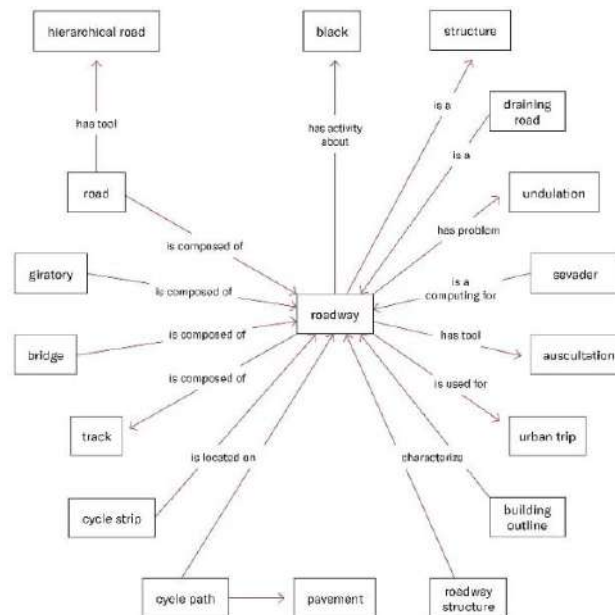 hierarchical road
black
structure
is a
draining
road
has tool
has activity
about
is a
road
undulation
is composed of
has problem
giratory
is composed of
is a
computing for
sevader
roadway
bridge
is composed of
has tool
auscultation
is composed of
is used for
track
urban trip
is located on
characterize
cycle strip
building
outline
cycle path
pavement
roadway
structure